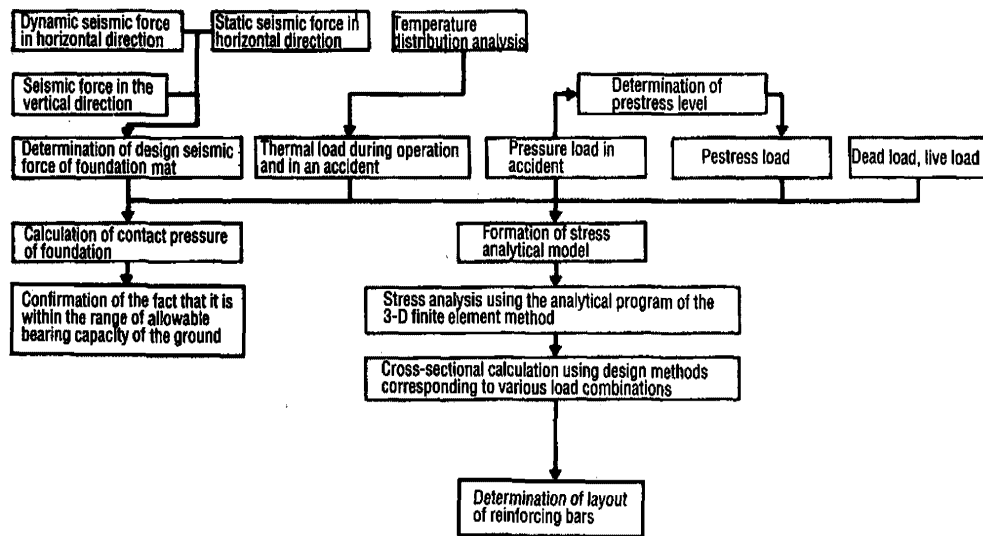 Dynamic seismic force
in horizontal direction
Static seismic force in
horizontal direction
Temperature
distribution analysis
Seismic force in the
vertical direction
Determination of
prestress level
Determination of design seismic
force of foundation mat
Thermal load during operation
and in an accident
Pressure load in
accident
Pestress load
Dead load, live load
Calculation of contact pressure
of foundation
Formation of stress
analytical model
Confirmation of the fact that it is
within the range of allowable
bearing capacity of the ground
Stress analysis using the analytical program of the
3-D finite element method
Cross-sectional calculation using design methods
corresponding to various load combinations
Determination of layout
of reinforcing bars